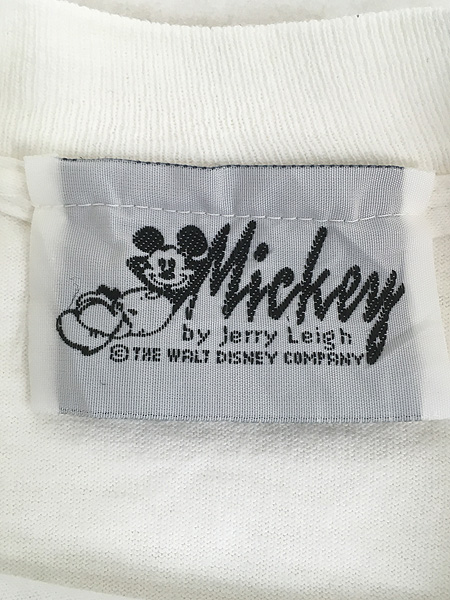 Mickey
by Jerry Leigh
© THE WALT DISNEY COMPANY